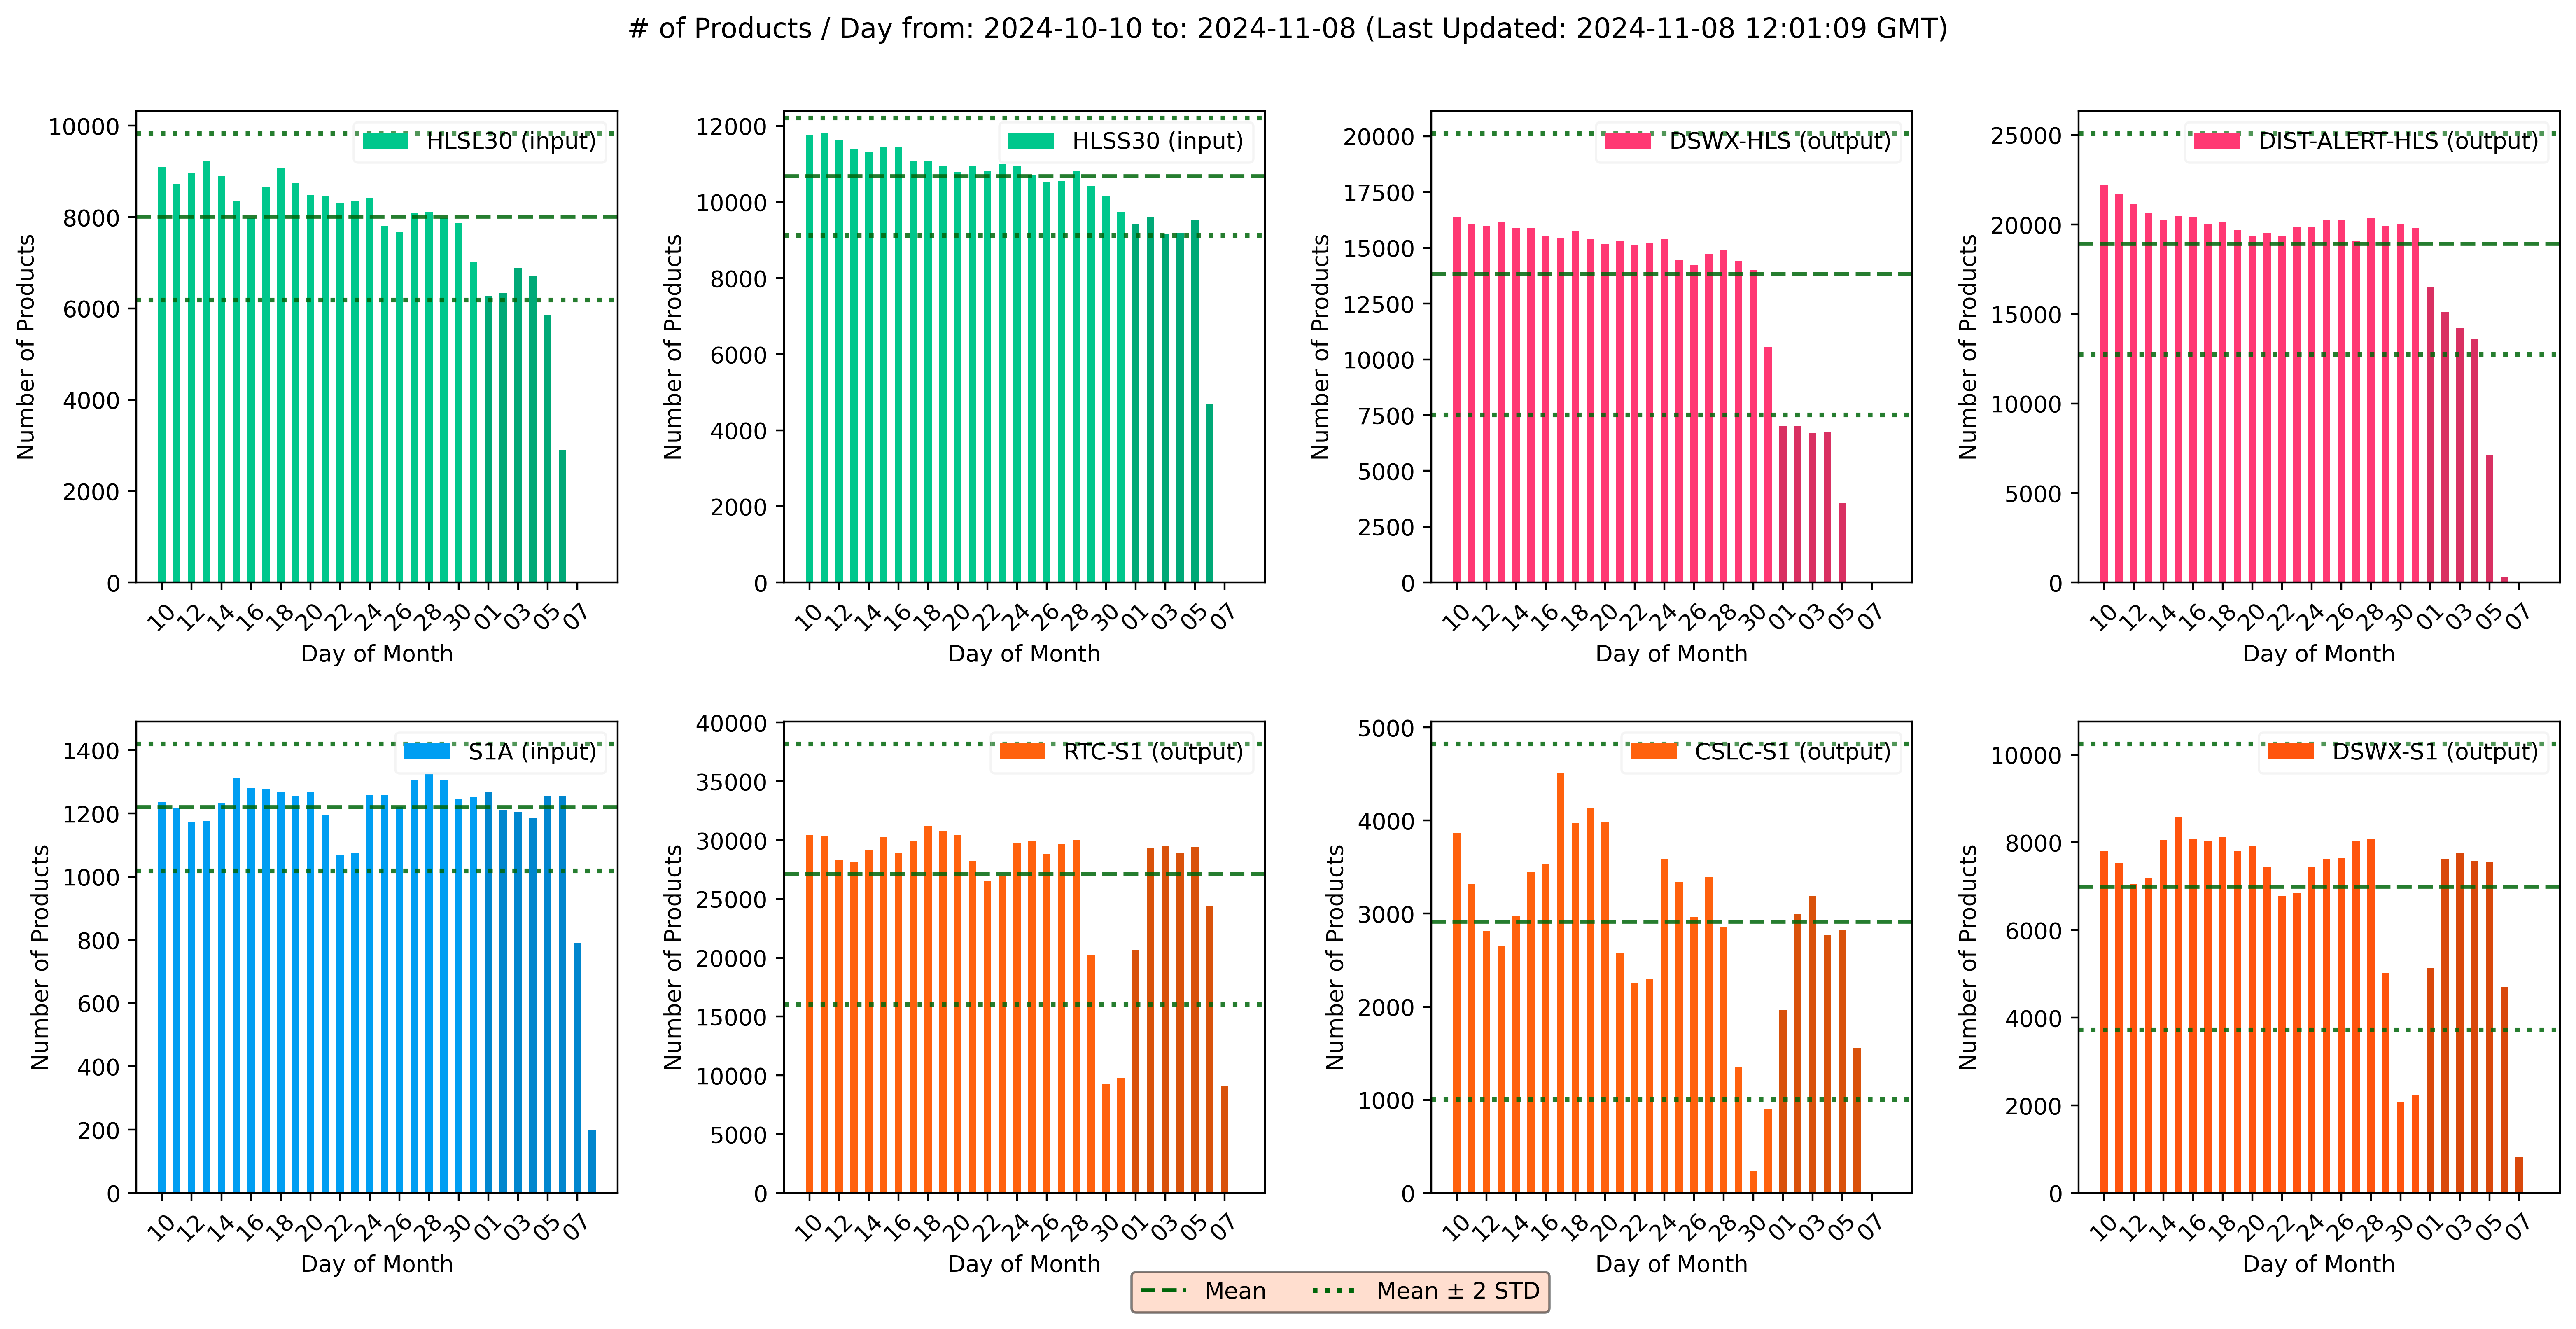 # of Products / Day from: 2024-10-10 to: 2024-11-08 (Last Updated: 2024-11-08 12:01:09 GMT)
Number of Products
10000
8000
6000
4000
2000
0
HLSL30 (input)
10 12 14 16 18 20 22 24 26 28 30 01 03 05 07
Day of Month
Number of Products
12000
10000
8000
6000
4000
2000
0
HLSS30 (input)
10 12 14 16 18 20 22 24 26 28 30 01 03 05 07
Day of Month
Number of Products
20000
17500
15000
12500
10000
7500
5000
2500
0
DSWX-HLS (output)
10 12 14 16 18 20 22 24 26 28 30 01 03 05 07
Day of Month
Number of Products
25000
20000
15000
10000
5000
0
DIST-ALERT-HLS (output)
10 12 14 16 18 20 22 24 26 28 30 01 03 05 07
Day of Month
Number of Products
1400
1200
1000
800
600
400
200
0
S1A (input)
10 12 14 16 18 20 22 24 26 28 30 01 03 05 07
Day of Month
Number of Products
40000
35000
30000
25000
20000
15000
10000
5000
0
RTC-S1 (output)
10 12 14 16 18 20 22 24 26 28 30 01 03 05 07
Day of Month
Number of Products
5000
4000
3000
2000
1000
0
CSLC-S1 (output)
10 12 14 16 18 20 22 24 26 28 30 01 03 05 07
Day of Month
Number of Products
10000
8000
6000
4000
2000
0
DSWX-S1 (output)
10 12 14 16 18 20 22 24 26 28 30 01 03 05 07
Day of Month
Mean
Mean ± 2 STD